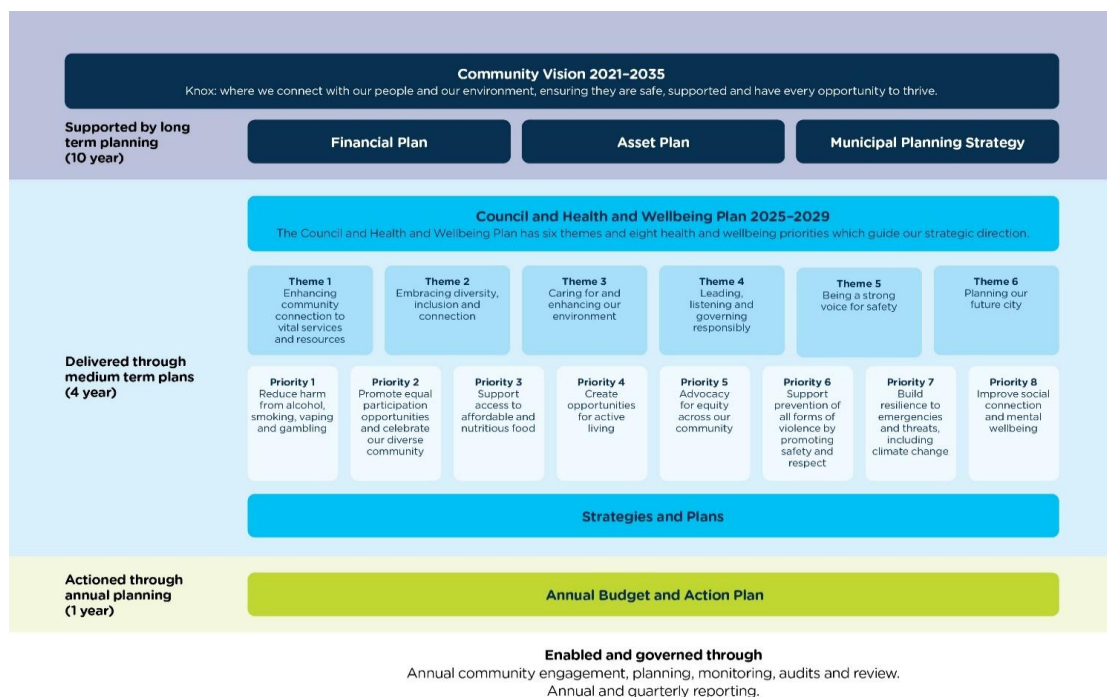 Community Vision 2021–2035
Knox: where we connect with our people and our environment, ensuring they are safe, supported and have every opportunity to thrive.
Supported by long
term planning
(10 year)
Financial Plan
Asset Plan
Municipal Planning Strategy
Council and Health and Wellbeing Plan 2025–2029
The Council and Health and Wellbeing Plan has six themes and eight health and wellbeing priorities which guide our strategic direction.
Theme 1
Enhancing
community
connection to
vital services
and resources
Theme 2
Embracing diversity,
inclusion and
connection
Theme 3
Caring for and
enhancing our
environment
Theme 4
Leading,
listening and
governing
responsibly
Theme 5
Being a strong
voice for safety
Theme 6
Planning our
future city
Delivered through
medium term plans
(4 year)
Priority 1
Reduce harm
from alcohol,
smoking, vaping
and gambling
Priority 2
Promote equal
participation
opportunities
and celebrate
our diverse
community
Priority 3
Support
access to
affordable and
nutritious food
Priority 4
Create
opportunities
for active
living
Priority 5
Advocacy
for equity
across our
community
Priority 6
Support
prevention of
all forms of
violence by
promoting
safety and
respect
Priority 7
Build
resilience to
emergencies
and threats,
including
climate change
Priority 8
Improve social
connection
and mental
wellbeing
Strategies and Plans
Actioned through
annual planning
(1 year)
Annual Budget and Action Plan
Enabled and governed through
Annual community engagement, planning, monitoring, audits and review.
Annual and quarterly reporting.